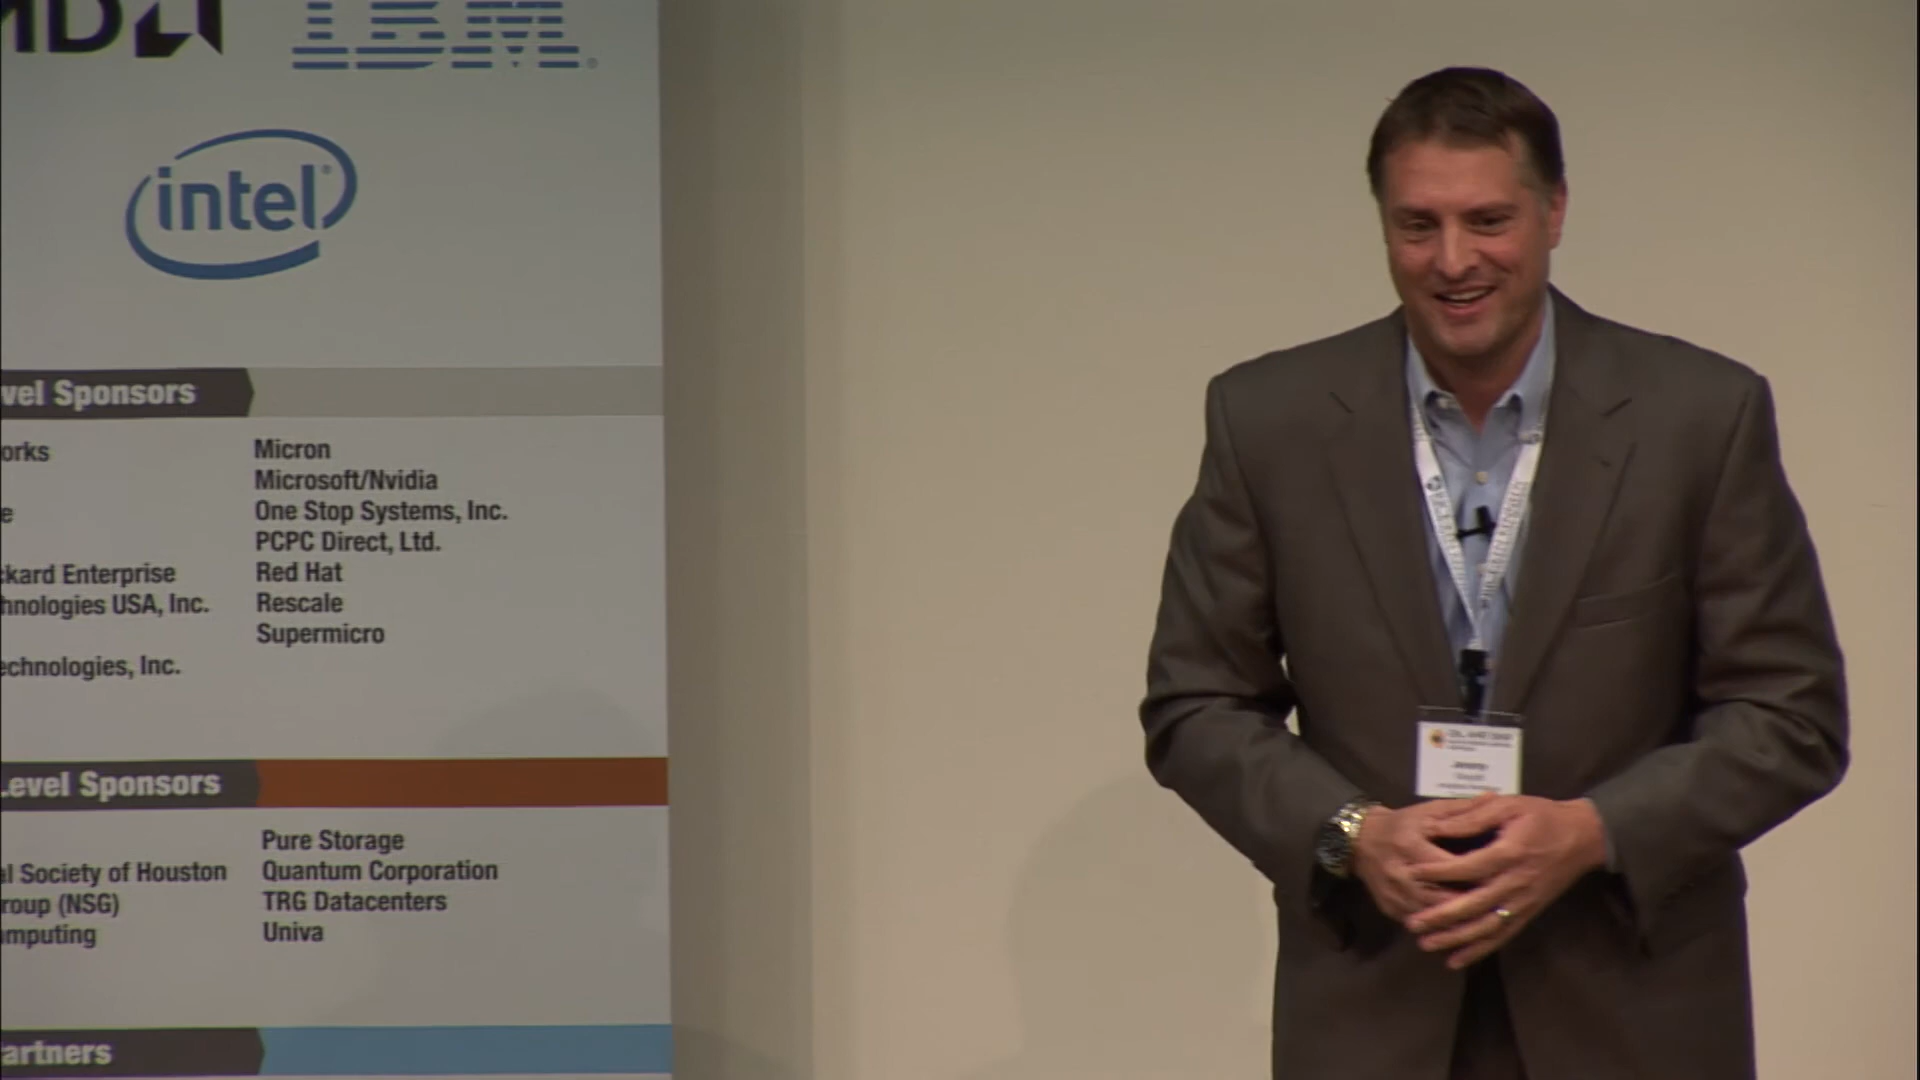 IBM
intel
vel Sponsors
orks
Micron
Microsoft/Nvidia
e
One Stop Systems, Inc.
PCPC Direct, Ltd.
ckard Enterprise
Red Hat
hnologies USA, Inc.
Rescale
Supermicro
echnologies, Inc.
Level Sponsors
Pure Storage
al Society of Houston
Quantum Corporation
roup (NSG)
TRG Datacenters
omputing
Univa
artners